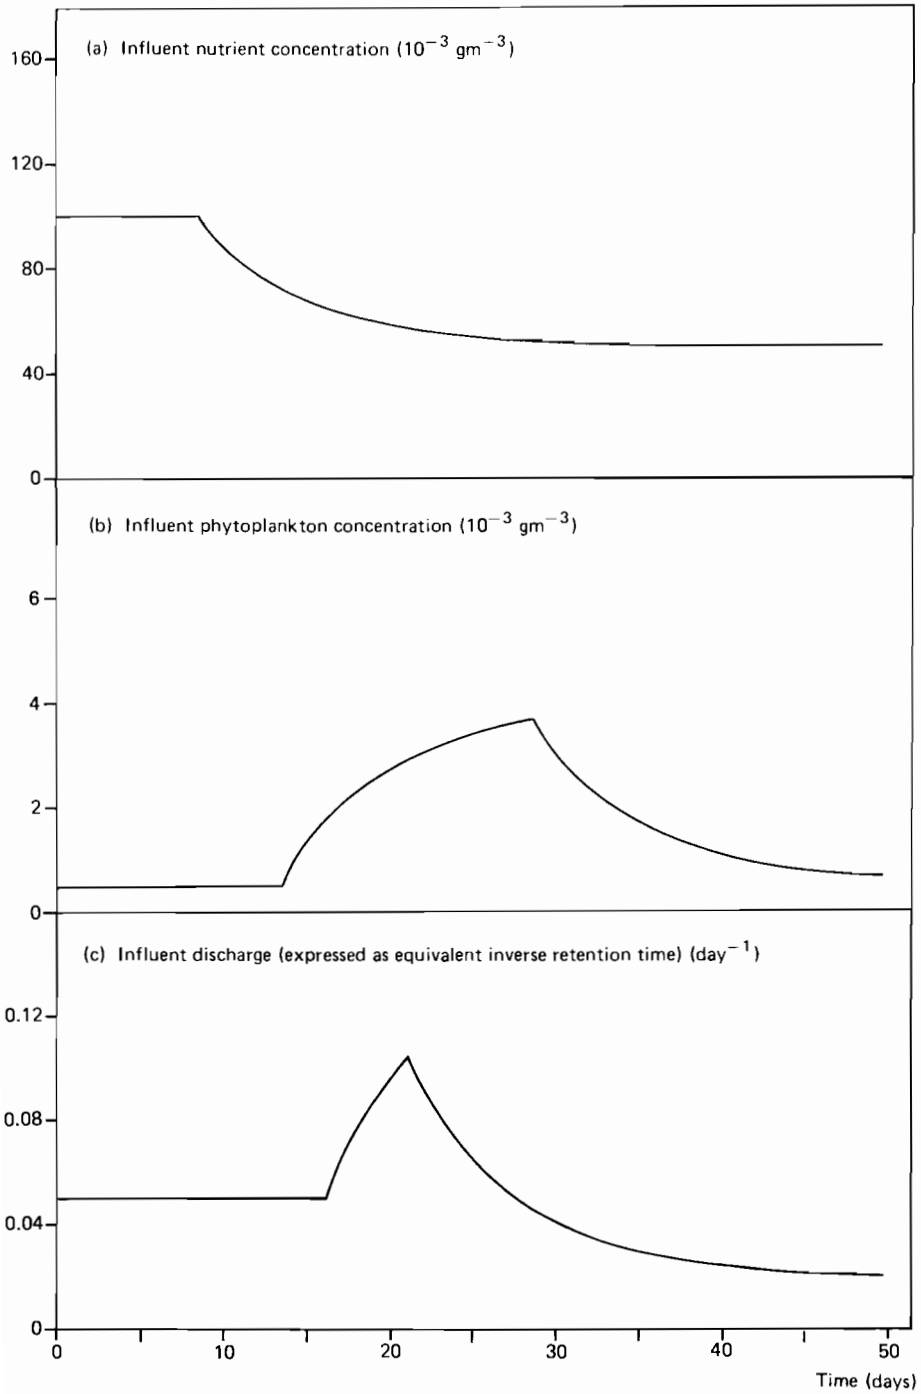 (a) Influent nutrient concentration (10⁻³ gm⁻³)
160
120
80
40
0
(b) Influent phytoplankton concentration (10⁻³ gm⁻³)
6
4
2
0
(c) Influent discharge (expressed as equivalent inverse retention time) (day⁻¹)
0.12
0.08
0.04
0
0 10 20 30 40 50
Time (days)